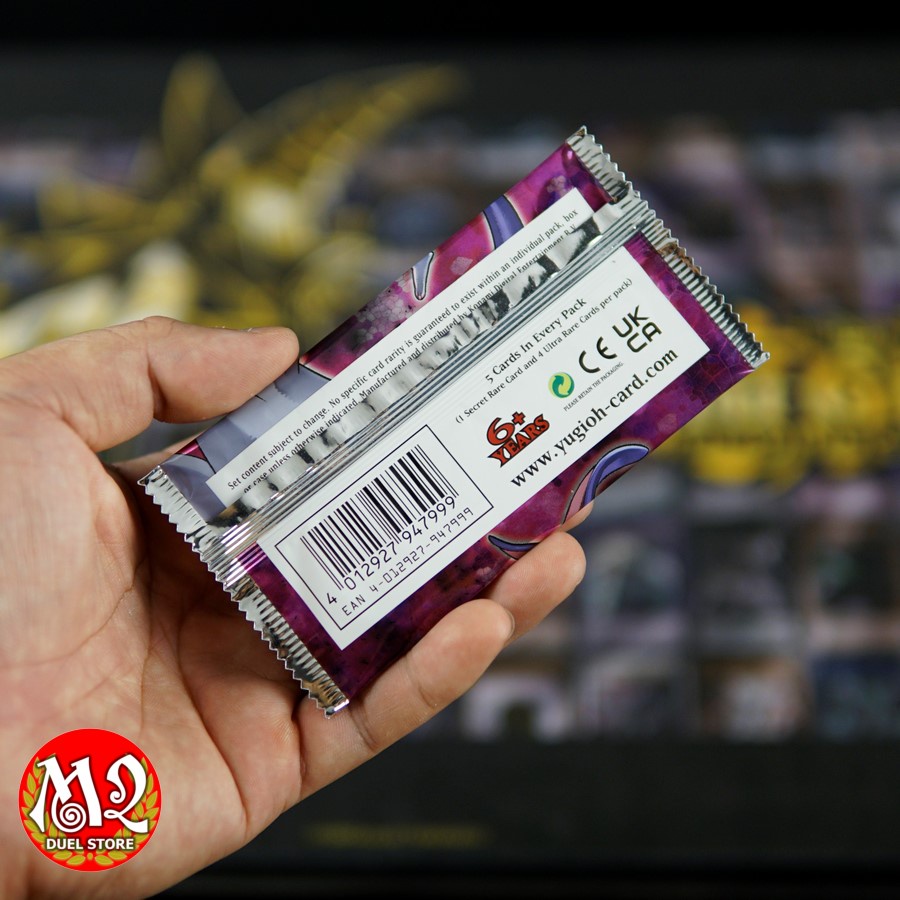 Set content subject to change. No specific card rarity is guaranteed to exist within an individual pack, box
or case unless otherwise indicated. Manufactured and distributed by Konami Digital Entertainment B.V.
5 Cards In Every Pack
(1 Secret Rare Card and 4 Ultra Rare Cards per pack)
6+
YEARS
PLEASE RETAIN THE PACKAGING.
CE UK
CA
www.yugioh-card.com
4 012927 947999
EAN 4-012927-947999
M2
DUEL STORE